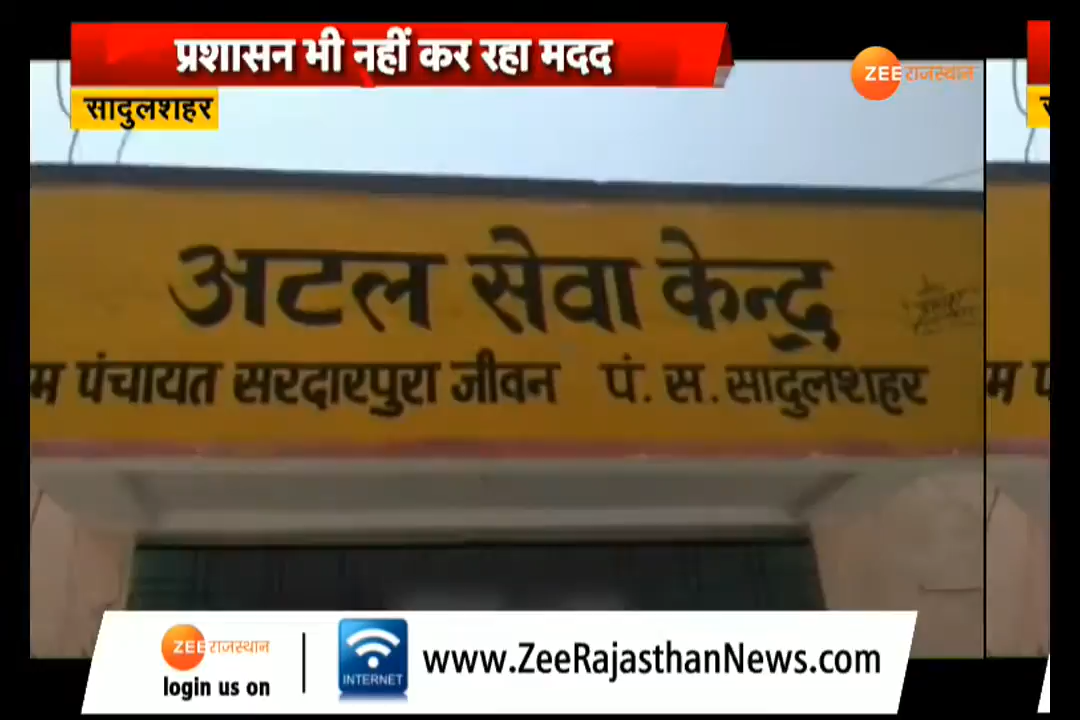 प्रशासन भी नहीं कर रहा मदद
ZEE राजस्थान
सादुलशहर
अटल सेवा केन्द्र
म पंचायत सरदारपुरा जीवन पं. स. सादुलशहर
म
ZEE राजस्थान
login us on
INTERNET
www.ZeeRajasthanNews.com